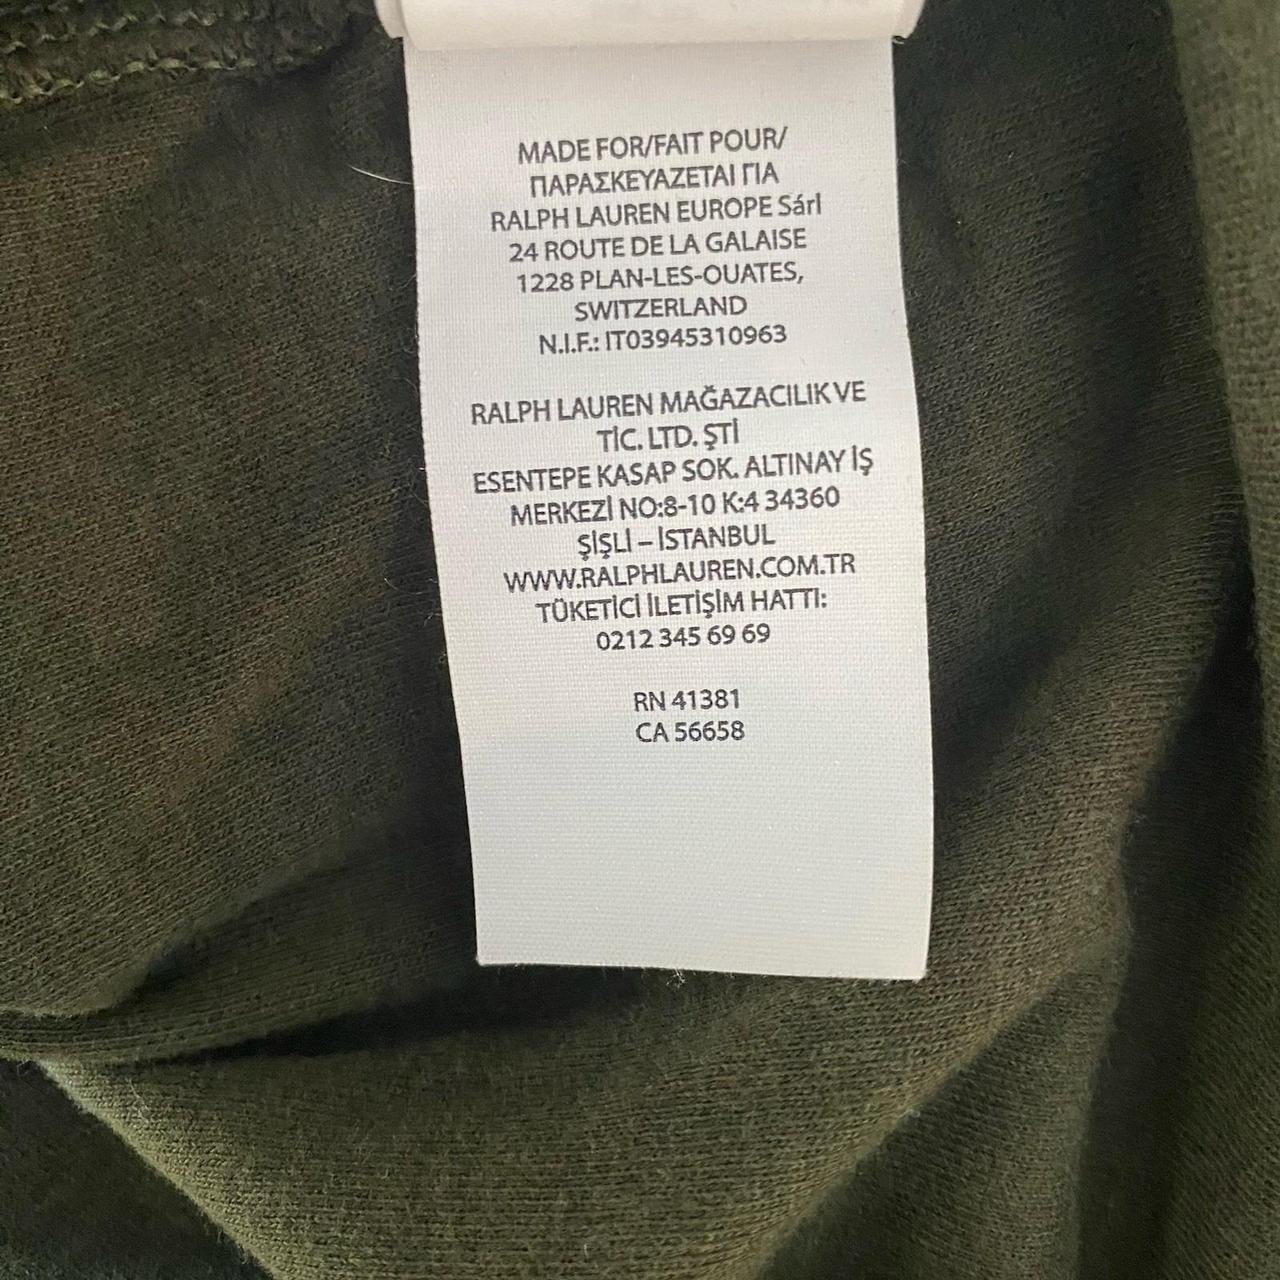 MADE FOR/FAIT POUR/
ΠΑΡΑΣΚΕΥΑΖΕΤΑΙ ΓΙΑ
RALPH LAUREN EUROPE Sárl
24 ROUTE DE LA GALAISE
1228 PLAN-LES-OUATES,
SWITZERLAND
N.I.F.: IT03945310963
RALPH LAUREN MAĞAZACILIK VE
TİC. LTD. ŞTİ
ESENTEPE KASAP SOK. ALTINAY İŞ
MERKEZİ NO:8-10 K:4 34360
ŞİŞLİ – İSTANBUL
WWW.RALPHLAUREN.COM.TR
TÜKETİCİ İLETİŞİM HATTI:
0212 345 69 69
RN 41381
CA 56658